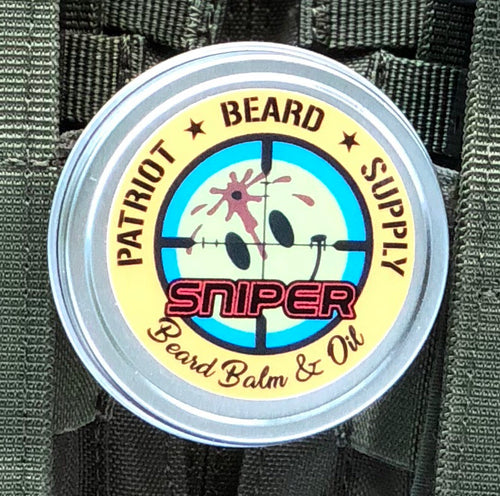 PATRIOT ★ BEARD ★ SUPPLY
SNIPER
Beard Balm & Oil